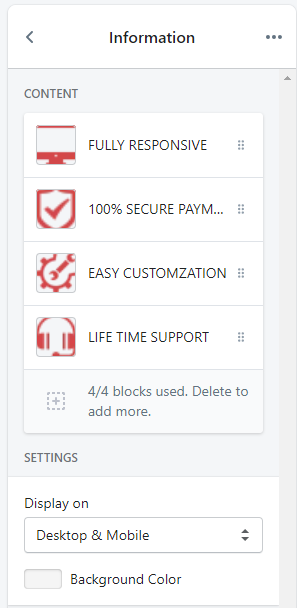 Information
CONTENT
FULLY RESPONSIVE
100% SECURE PAYM...
EASY CUSTOMZATION
LIFE TIME SUPPORT
4/4 blocks used. Delete to
add more.
SETTINGS
Display on
Desktop & Mobile
Background Color